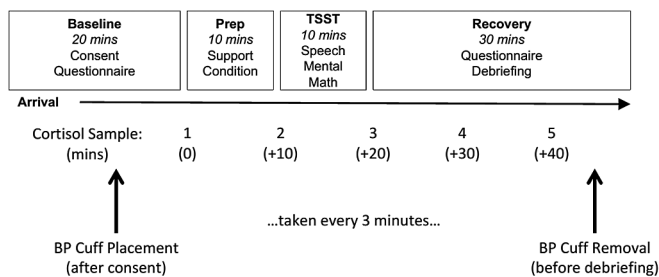 Baseline
20 mins
Consent
Questionnaire
Prep
10 mins
Support
Condition
TSST
10 mins
Speech
Mental
Math
Recovery
30 mins
Questionnaire
Debriefing
Arrival
Cortisol Sample: 1 2 3 4 5
(mins) (0) (+10) (+20) (+30) (+40)
...taken every 3 minutes...
BP Cuff Placement
(after consent)
BP Cuff Removal
(before debriefing)